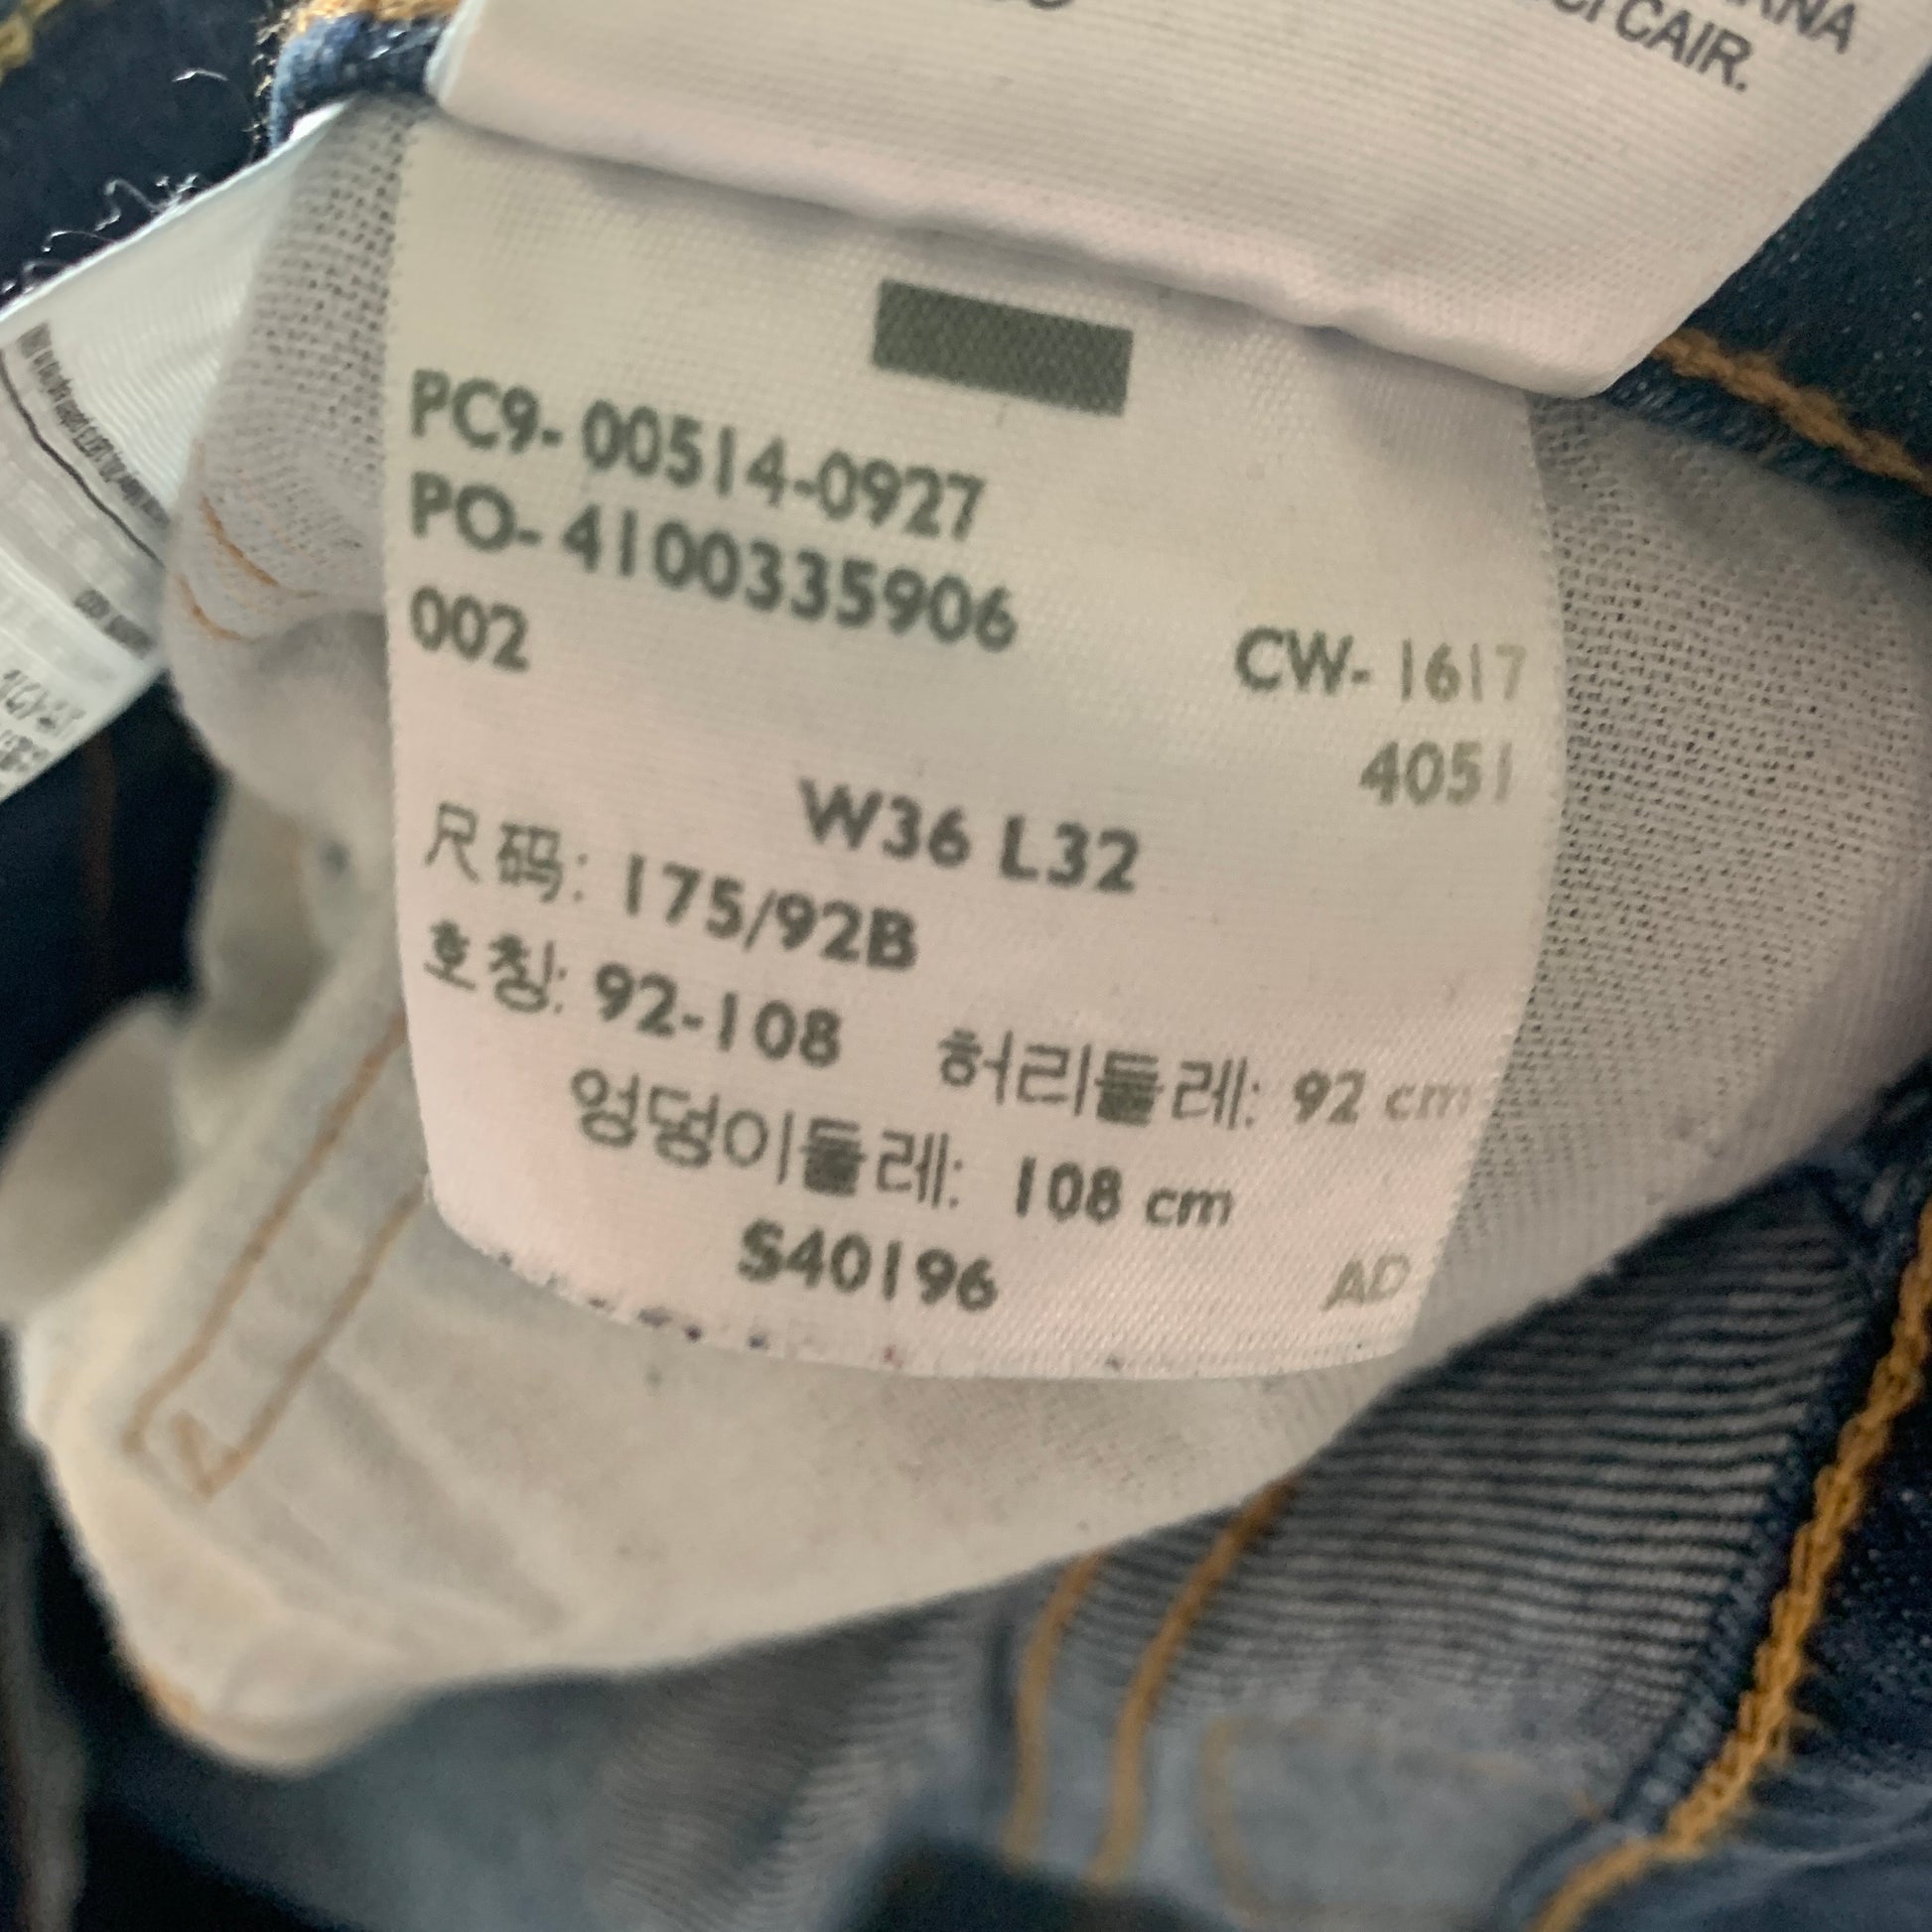 CAIR.
PC9- 00514-0927
PO- 4100335906
002
CW- 1617
4051
W36 L32
尺码: 175/92B
호칭: 92-108 허리둘레: 92 cm
엉덩이둘레: 108 cm
S40196 AD